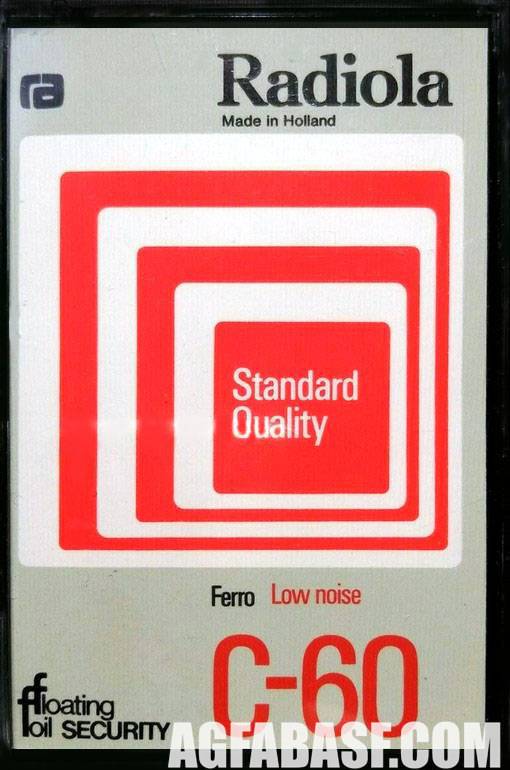 ra
Radiola
Made in Holland
Standard
Quality
Ferro Low noise
C-60
floating
foil SECURITY
AGFABASF.COM